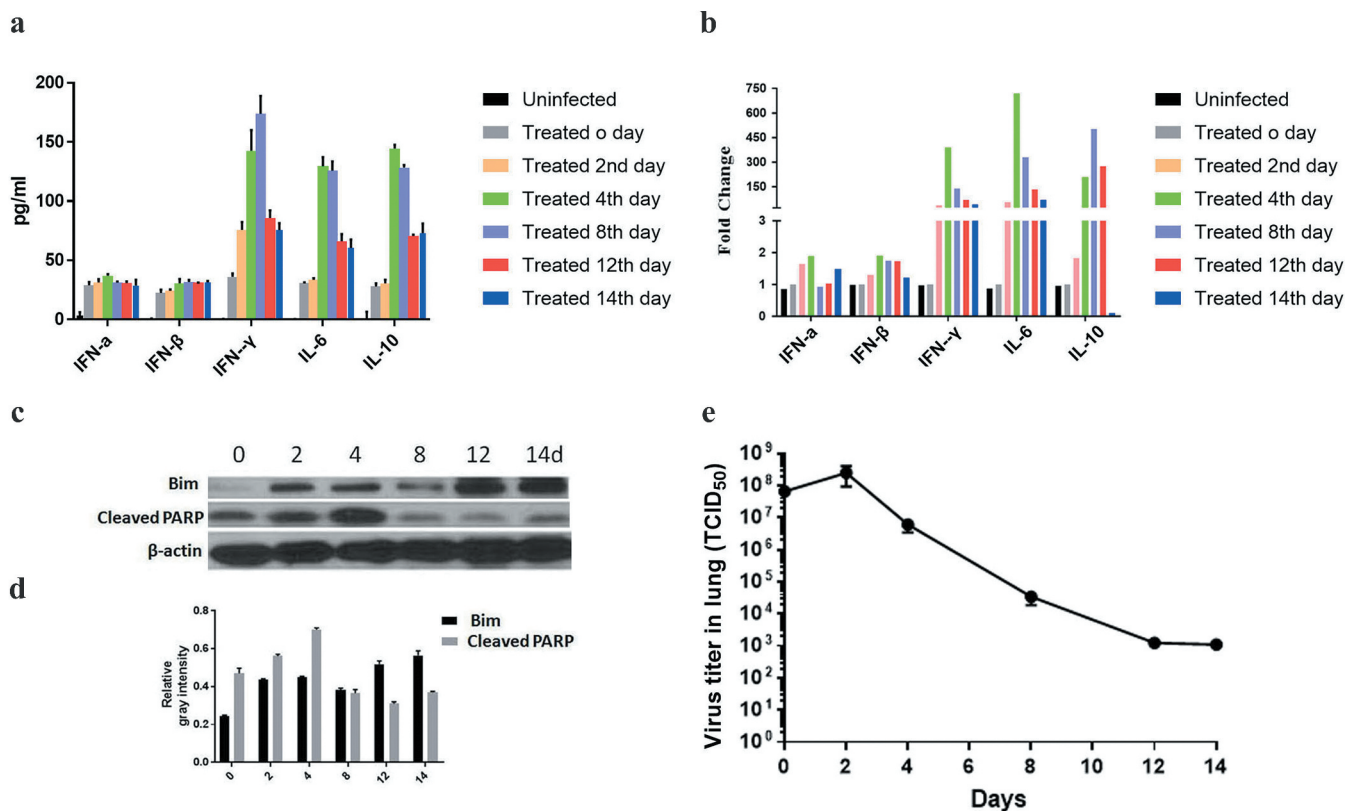 a
200
150
100
50
0
pg/ml
IFN-a
IFN-β
IFN--γ
IL-6
IL-10
Uninfected
Treated o day
Treated 2nd day
Treated 4th day
Treated 8th day
Treated 12th day
Treated 14th day
b
750
600
450
300
150
3
2
1
0
Fold Change
IFN-a
IFN-β
IFN--γ
IL-6
IL-10
Uninfected
Treated o day
Treated 2nd day
Treated 4th day
Treated 8th day
Treated 12th day
Treated 14th day
c
0 2 4 8 12 14d
Bim
Cleaved PARP
β-actin
d
0.8
0.6
0.4
0.2
0.0
Relative
gray intensity
0 2 4 8 12 14
Bim
Cleaved PARP
e
10⁹
10⁸
10⁷
10⁶
10⁵
10⁴
10³
10²
10¹
10⁰
Virus titer in lung (TCID₅₀)
0 2 4 6 8 10 12 14
Days